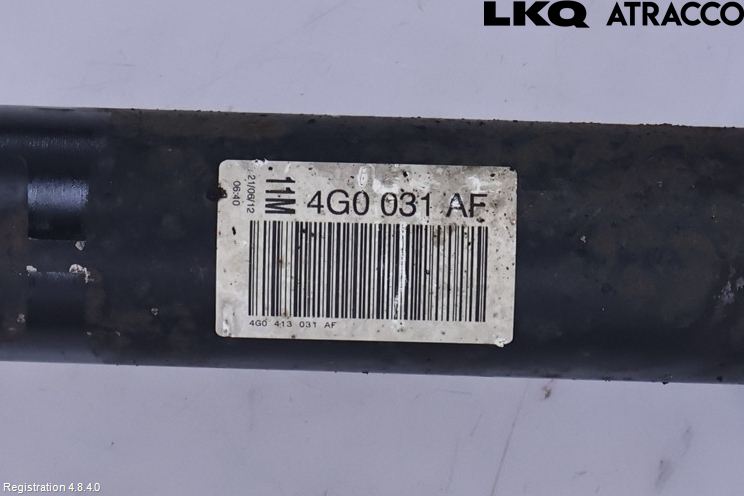 LKQ ATRACCO
21/06/12
06:40
11M
4G0 031 AF
4G0 413 031 AF
Registration 4.8.4.0